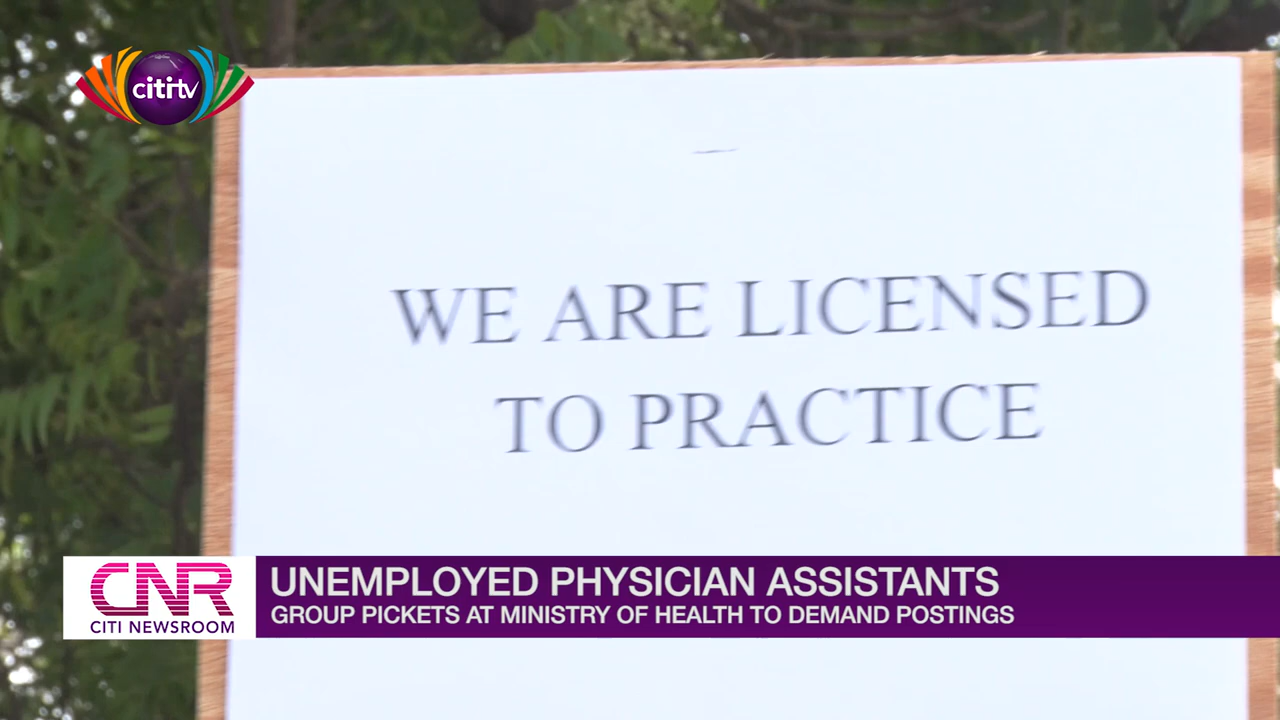 citi tv
WE ARE LICENSED
TO PRACTICE
CNR
CITI NEWSROOM
UNEMPLOYED PHYSICIAN ASSISTANTS
GROUP PICKETS AT MINISTRY OF HEALTH TO DEMAND POSTINGS